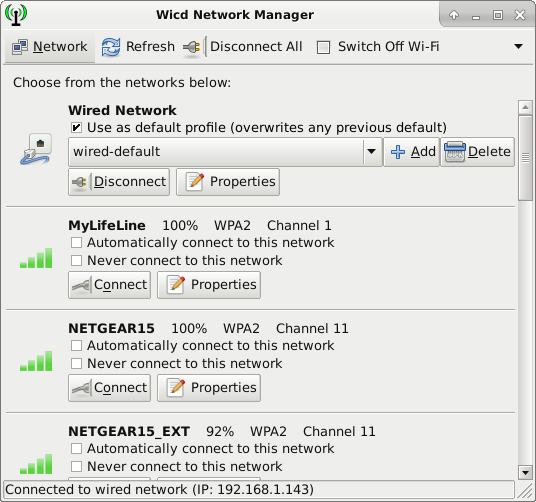 Wicd Network Manager
Network Refresh Disconnect All Switch Off Wi-Fi
Choose from the networks below:
Wired Network
Use as default profile (overwrites any previous default)
wired-default Add Delete
Disconnect Properties
MyLifeLine 100% WPA2 Channel 1
Automatically connect to this network
Never connect to this network
Connect Properties
NETGEAR15 100% WPA2 Channel 11
Automatically connect to this network
Never connect to this network
Connect Properties
NETGEAR15_EXT 92% WPA2 Channel 11
Automatically connect to this network
Never connect to this network
Connected to wired network (IP: 192.168.1.143)